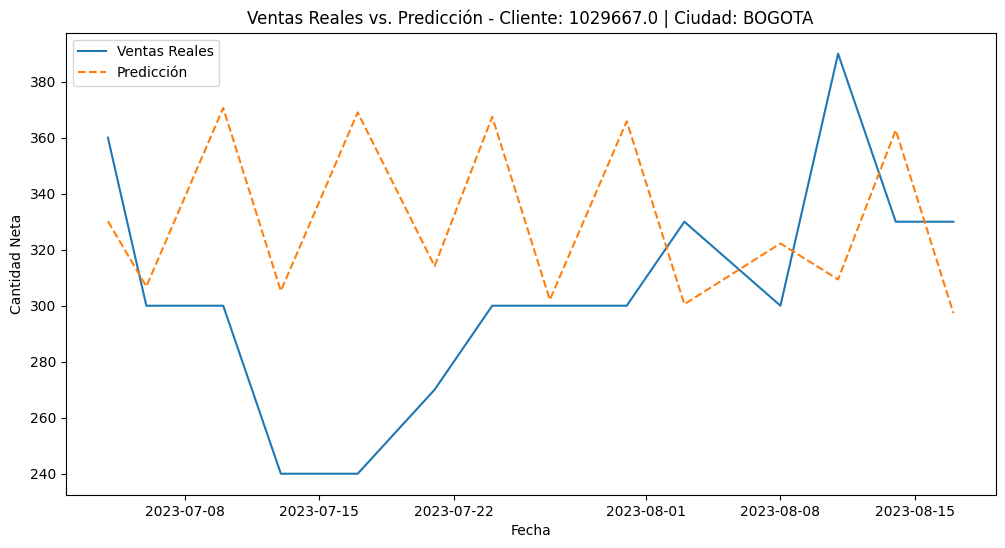 Ventas Reales vs. Predicción - Cliente: 1029667.0 | Ciudad: BOGOTA
Ventas Reales
Predicción
Cantidad Neta
380
360
340
320
300
280
260
240
2023-07-08
2023-07-15
2023-07-22
2023-08-01
2023-08-08
2023-08-15
Fecha